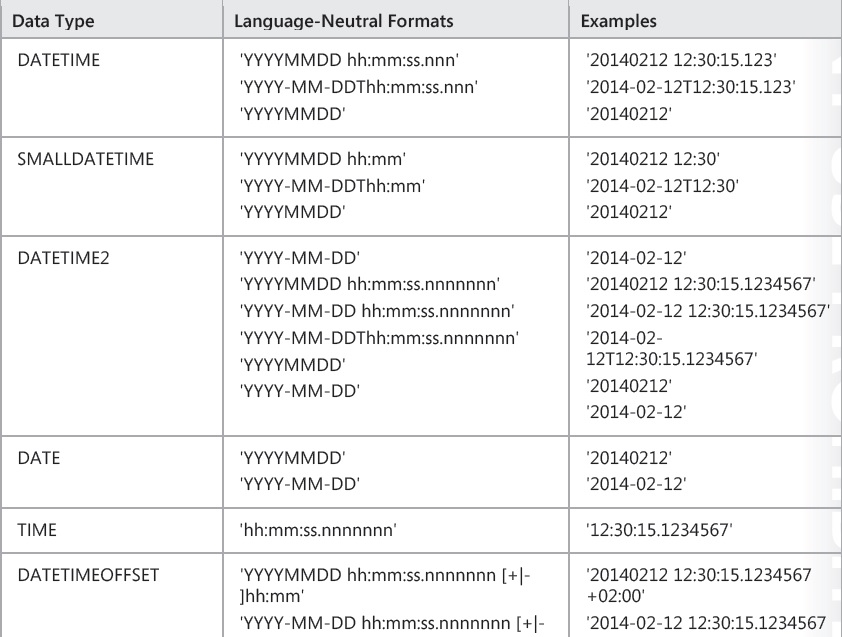 Data Type Language-Neutral Formats Examples
DATETIME 'YYYYMMDD hh:mm:ss.nnn' '20140212 12:30:15.123'
'YYYY-MM-DDThh:mm:ss.nnn' '2014-02-12T12:30:15.123'
'YYYYMMDD' '20140212'
SMALLDATETIME 'YYYYMMDD hh:mm' '20140212 12:30'
'YYYY-MM-DDThh:mm' '2014-02-12T12:30'
'YYYYMMDD' '20140212'
DATETIME2 'YYYY-MM-DD' '2014-02-12'
'YYYYMMDD hh:mm:ss.nnnnnnn' '20140212 12:30:15.1234567'
'YYYY-MM-DD hh:mm:ss.nnnnnnn' '2014-02-12 12:30:15.1234567'
'YYYY-MM-DDThh:mm:ss.nnnnnnn' '2014-02-
12T12:30:15.1234567'
'YYYYMMDD' '20140212'
'YYYY-MM-DD' '2014-02-12'
DATE 'YYYYMMDD' '20140212'
'YYYY-MM-DD' '2014-02-12'
TIME 'hh:mm:ss.nnnnnnn' '12:30:15.1234567'
DATETIMEOFFSET 'YYYYMMDD hh:mm:ss.nnnnnnn [+|- '20140212 12:30:15.1234567
]hh:mm' +02:00'
'YYYY-MM-DD hh:mm:ss.nnnnnnn [+|- '2014-02-12 12:30:15.1234567